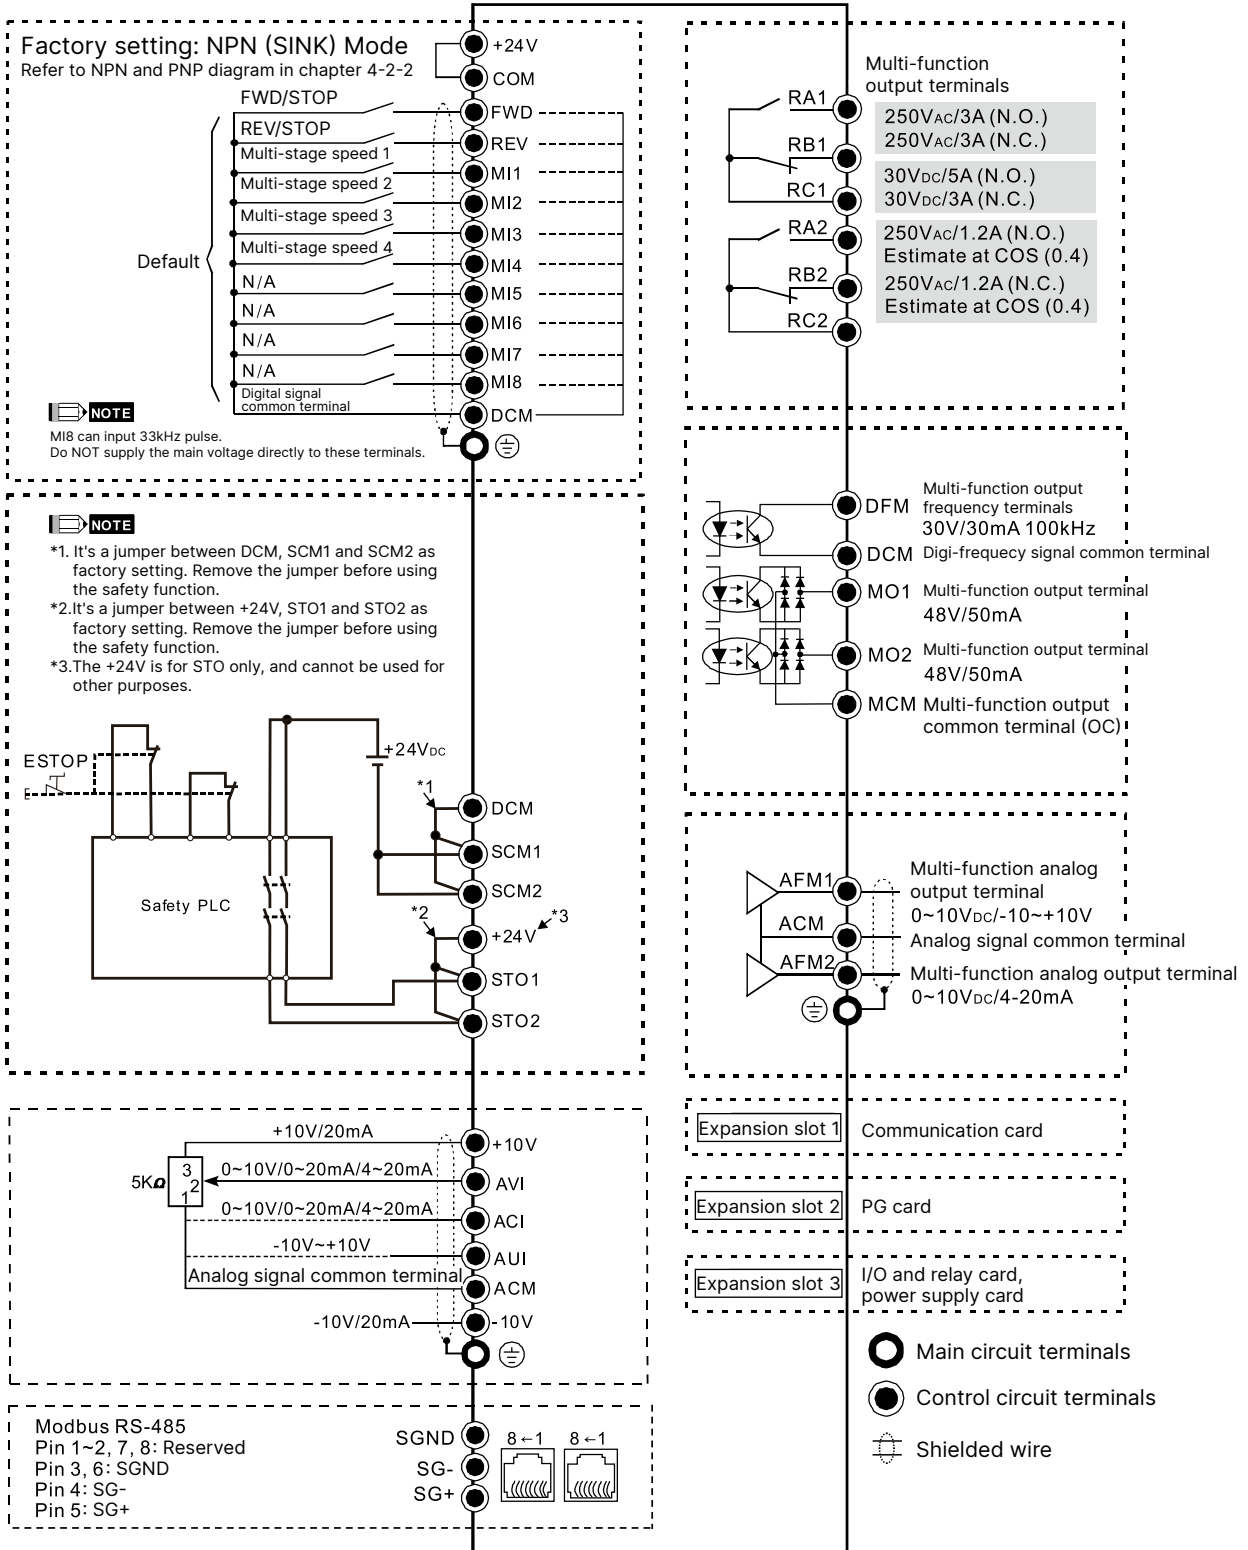 Factory setting: NPN (SINK) Mode
Refer to NPN and PNP diagram in chapter 4-2-2
+24V
COM
FWD/STOP
FWD
REV/STOP
REV
Multi-stage speed 1
MI1
Multi-stage speed 2
MI2
Multi-stage speed 3
MI3
Multi-stage speed 4
MI4
Default
N/A
MI5
N/A
MI6
N/A
MI7
N/A
MI8
Digital signal
common terminal
DCM
NOTE
MI8 can input 33kHz pulse.
Do NOT supply the main voltage directly to these terminals.
NOTE
*1. It's a jumper between DCM, SCM1 and SCM2 as
factory setting. Remove the jumper before using
the safety function.
*2.It's a jumper between +24V, STO1 and STO2 as
factory setting. Remove the jumper before using
the safety function.
*3.The +24V is for STO only, and cannot be used for
other purposes.
ESTOP
+24VDC
*1
DCM
SCM1
SCM2
Safety PLC
*2
*3
+24V
STO1
STO2
+10V/20mA
+10V
5KΩ
3
2
1
0~10V/0~20mA/4~20mA
AVI
0~10V/0~20mA/4~20mA
ACI
-10V~+10V
AUI
Analog signal common terminal
ACM
-10V/20mA
-10V
Modbus RS-485
Pin 1~2, 7, 8: Reserved
Pin 3, 6: SGND
Pin 4: SG-
Pin 5: SG+
SGND
SG-
SG+
8←1
8←1
Multi-function
output terminals
RA1
250VAC/3A (N.O.)
250VAC/3A (N.C.)
RB1
30VDC/5A (N.O.)
30VDC/3A (N.C.)
RC1
RA2
250VAC/1.2A (N.O.)
Estimate at COS (0.4)
RB2
250VAC/1.2A (N.C.)
Estimate at COS (0.4)
RC2
DFM
Multi-function output
frequency terminals
30V/30mA 100kHz
DCM
Digi-frequecy signal common terminal
MO1
Multi-function output terminal
48V/50mA
MO2
Multi-function output terminal
48V/50mA
MCM
Multi-function output
common terminal (OC)
AFM1
Multi-function analog
output terminal
0~10VDC/-10~+10V
ACM
Analog signal common terminal
AFM2
Multi-function analog output terminal
0~10VDC/4-20mA
Expansion slot 1
Communication card
Expansion slot 2
PG card
Expansion slot 3
I/O and relay card,
power supply card
Main circuit terminals
Control circuit terminals
Shielded wire